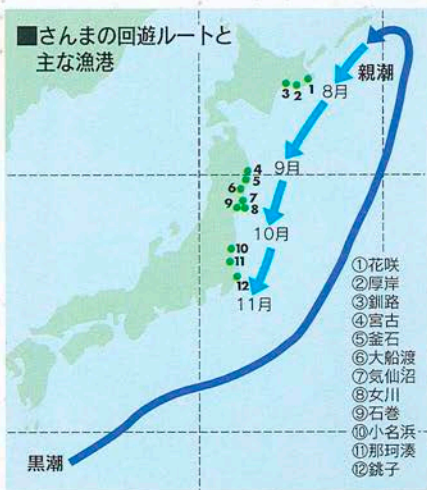 ■さんまの回遊ルートと
主な漁港
親潮
8月
3 2 1
9月
4
5
6
7
9 8
10月
10
11
12
11月
黒潮
①花咲
②厚岸
③釧路
④宮古
⑤釜石
⑥大船渡
⑦気仙沼
⑧女川
⑨石巻
⑩小名浜
⑪那珂湊
⑫銚子